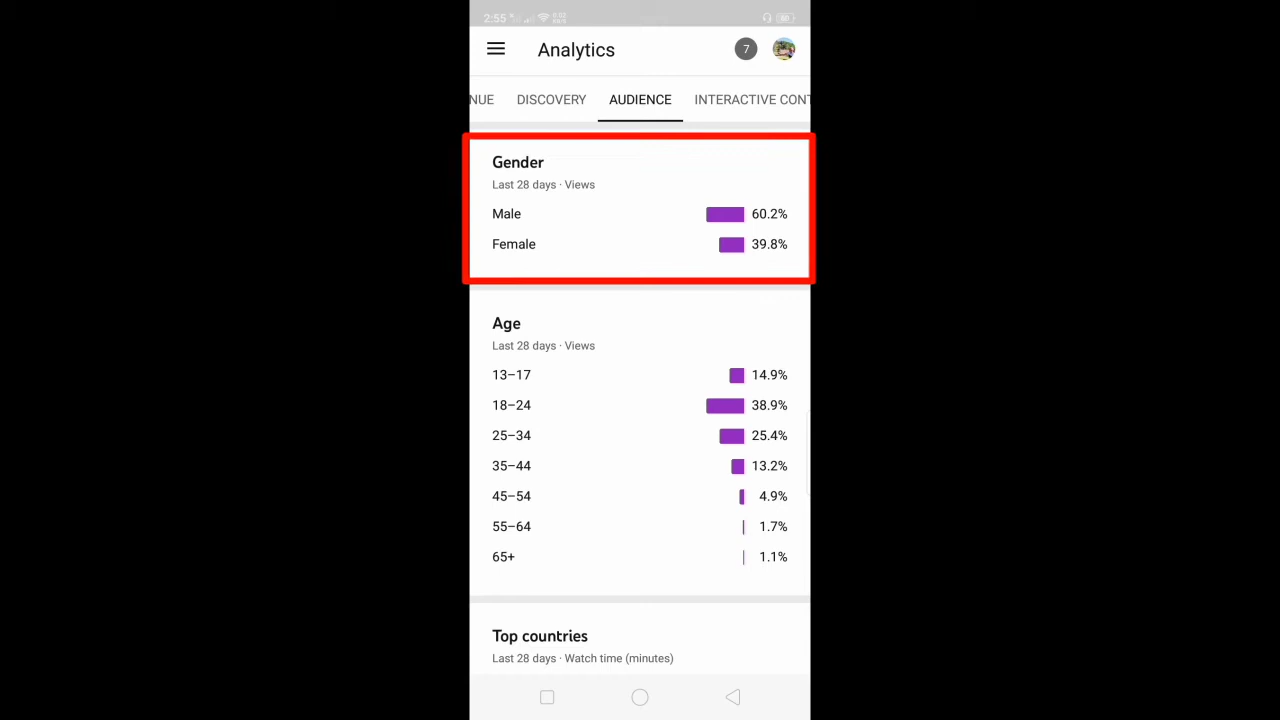 2:55
Analytics
7
NUE DISCOVERY AUDIENCE INTERACTIVE CONT
Gender
Last 28 days · Views
Male 60.2%
Female 39.8%
Age
Last 28 days · Views
13–17 14.9%
18–24 38.9%
25–34 25.4%
35–44 13.2%
45–54 4.9%
55–64 1.7%
65+ 1.1%
Top countries
Last 28 days · Watch time (minutes)